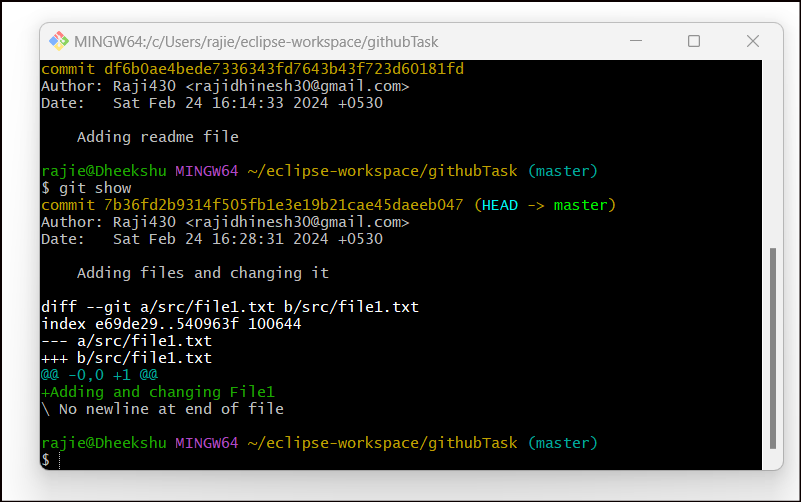 MINGW64:/c/Users/rajie/eclipse-workspace/githubTask
commit df6b0ae4bede7336343fd7643b43f723d60181fd
Author: Raji430 <rajidhinesh30@gmail.com>
Date:   Sat Feb 24 16:14:33 2024 +0530
    Adding readme file
rajie@Dheekshu MINGW64 ~/eclipse-workspace/githubTask (master)
$ git show
commit 7b36fd2b9314f505fb1e3e19b21cae45daeeb047 (HEAD -> master)
Author: Raji430 <rajidhinesh30@gmail.com>
Date:   Sat Feb 24 16:28:31 2024 +0530
    Adding files and changing it
diff --git a/src/file1.txt b/src/file1.txt
index e69de29..540963f 100644
--- a/src/file1.txt
+++ b/src/file1.txt
@@ -0,0 +1 @@
+Adding and changing File1
\ No newline at end of file
rajie@Dheekshu MINGW64 ~/eclipse-workspace/githubTask (master)
$